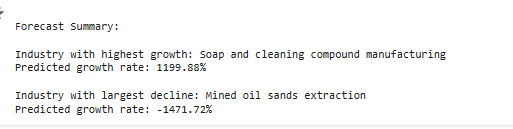 Forecast Summary:
Industry with highest growth: Soap and cleaning compound manufacturing
Predicted growth rate: 1199.88%
Industry with largest decline: Mined oil sands extraction
Predicted growth rate: -1471.72%